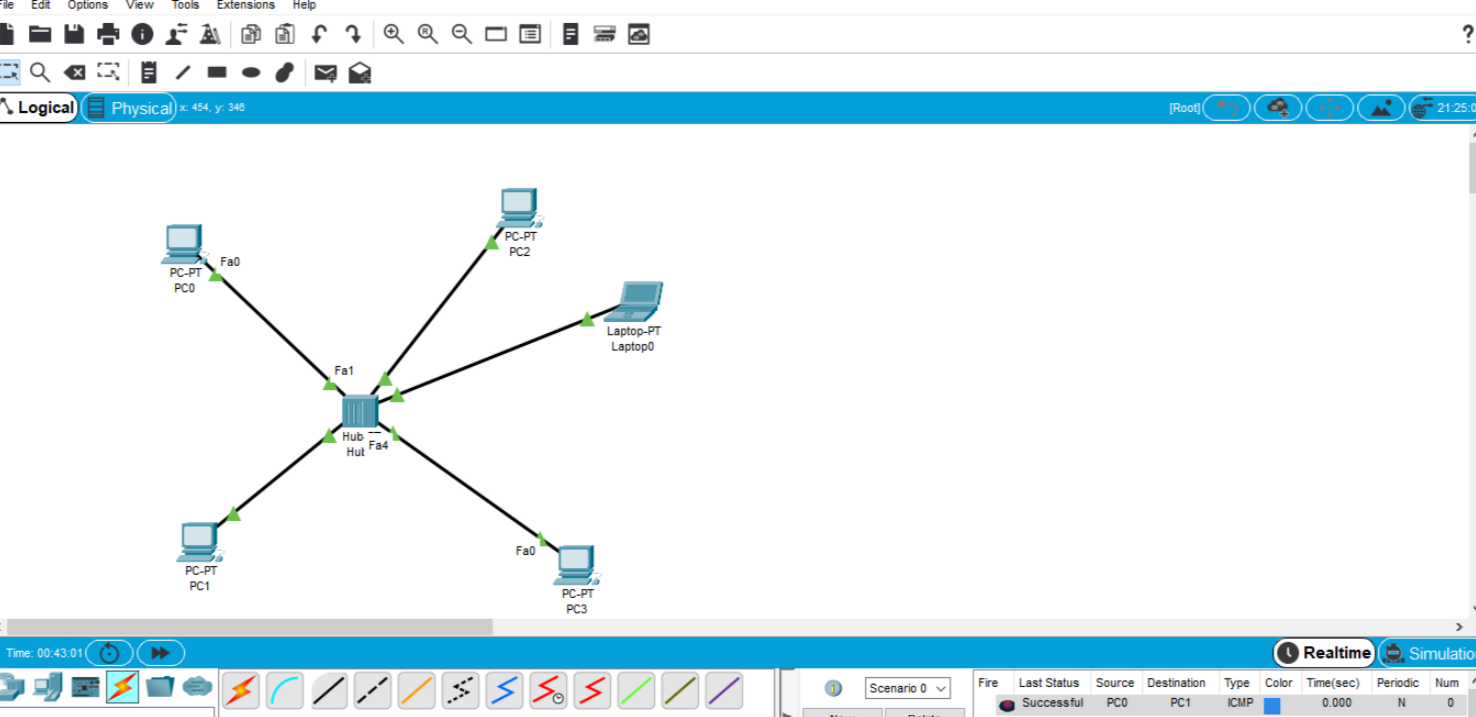 File Edit Options View Tools Extensions Help
?
Logical Physical x: 454, y: 346 [Root] 21:25:0
PC-PT
PC2
Fa0
PC-PT
PC0
Laptop-PT
Laptop0
Fa1
Hub
Fa4
Hub
Fa0
PC-PT
PC1
PC-PT
PC3
Time: 00:43:01 Realtime Simulation
Scenario 0 Fire Last Status Source Destination Type Color Time(sec) Periodic Num
Successful PC0 PC1 ICMP 0.000 N 0
New Delete